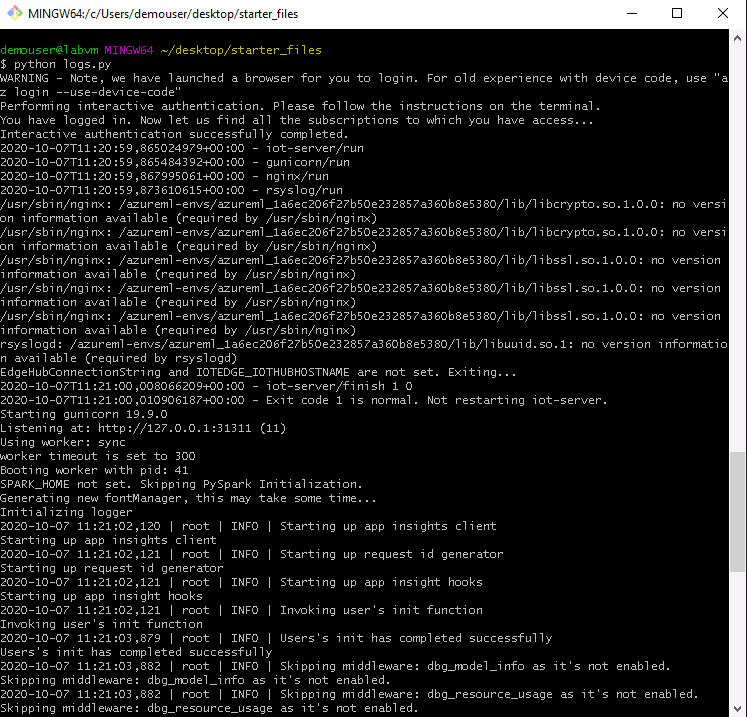 MINGW64:/c/Users/demouser/desktop/starter_files
demouser@labvm MINGW64 ~/desktop/starter_files
$ python logs.py
WARNING - Note, we have launched a browser for you to login. For old experience with device code, use "a
z login --use-device-code"
Performing interactive authentication. Please follow the instructions on the terminal.
You have logged in. Now let us find all the subscriptions to which you have access...
Interactive authentication successfully completed.
2020-10-07T11:20:59,865024979+00:00 - iot-server/run
2020-10-07T11:20:59,865484392+00:00 - gunicorn/run
2020-10-07T11:20:59,867995061+00:00 - nginx/run
2020-10-07T11:20:59,873610615+00:00 - rsyslog/run
/usr/sbin/nginx: /azureml-envs/azureml_1a6ec206f27b50e232857a360b8e5380/lib/libcrypto.so.1.0.0: no versi
on information available (required by /usr/sbin/nginx)
/usr/sbin/nginx: /azureml-envs/azureml_1a6ec206f27b50e232857a360b8e5380/lib/libcrypto.so.1.0.0: no versi
on information available (required by /usr/sbin/nginx)
/usr/sbin/nginx: /azureml-envs/azureml_1a6ec206f27b50e232857a360b8e5380/lib/libssl.so.1.0.0: no version
information available (required by /usr/sbin/nginx)
/usr/sbin/nginx: /azureml-envs/azureml_1a6ec206f27b50e232857a360b8e5380/lib/libssl.so.1.0.0: no version
information available (required by /usr/sbin/nginx)
/usr/sbin/nginx: /azureml-envs/azureml_1a6ec206f27b50e232857a360b8e5380/lib/libssl.so.1.0.0: no version
information available (required by /usr/sbin/nginx)
rsyslogd: /azureml-envs/azureml_1a6ec206f27b50e232857a360b8e5380/lib/libuuid.so.1: no version informatio
n available (required by rsyslogd)
EdgeHubConnectionString and IOTEDGE_IOTHUBHOSTNAME are not set. Exiting...
2020-10-07T11:21:00,008066209+00:00 - iot-server/finish 1 0
2020-10-07T11:21:00,010906187+00:00 - Exit code 1 is normal. Not restarting iot-server.
Starting gunicorn 19.9.0
Listening at: http://127.0.0.1:31311 (11)
Using worker: sync
worker timeout is set to 300
Booting worker with pid: 41
SPARK_HOME not set. Skipping PySpark Initialization.
Generating new fontManager, this may take some time...
Initializing logger
2020-10-07 11:21:02,120 | root | INFO | Starting up app insights client
Starting up app insights client
2020-10-07 11:21:02,121 | root | INFO | Starting up request id generator
Starting up request id generator
2020-10-07 11:21:02,121 | root | INFO | Starting up app insight hooks
Starting up app insight hooks
2020-10-07 11:21:02,121 | root | INFO | Invoking user's init function
Invoking user's init function
2020-10-07 11:21:03,879 | root | INFO | Users's init has completed successfully
Users's init has completed successfully
2020-10-07 11:21:03,882 | root | INFO | Skipping middleware: dbg_model_info as it's not enabled.
Skipping middleware: dbg_model_info as it's not enabled.
2020-10-07 11:21:03,882 | root | INFO | Skipping middleware: dbg_resource_usage as it's not enabled.
Skipping middleware: dbg_resource_usage as it's not enabled.